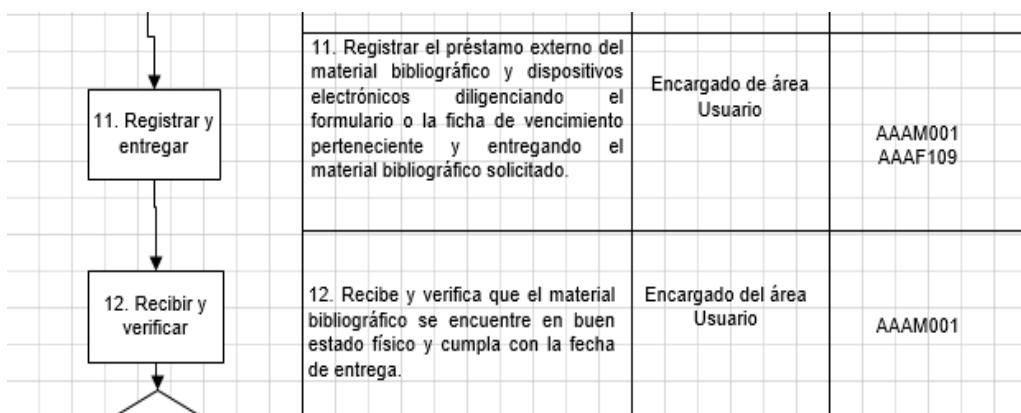 11. Registrar y
entregar
11. Registrar el préstamo externo del
material bibliográfico y dispositivos
electrónicos diligenciando el
formulario o la ficha de vencimiento
perteneciente y entregando el
material bibliográfico solicitado.
Encargado de área
Usuario
AAAM001
AAAF109
12. Recibir y
verificar
12. Recibe y verifica que el material
bibliográfico se encuentre en buen
estado físico y cumpla con la fecha
de entrega.
Encargado del área
Usuario
AAAM001